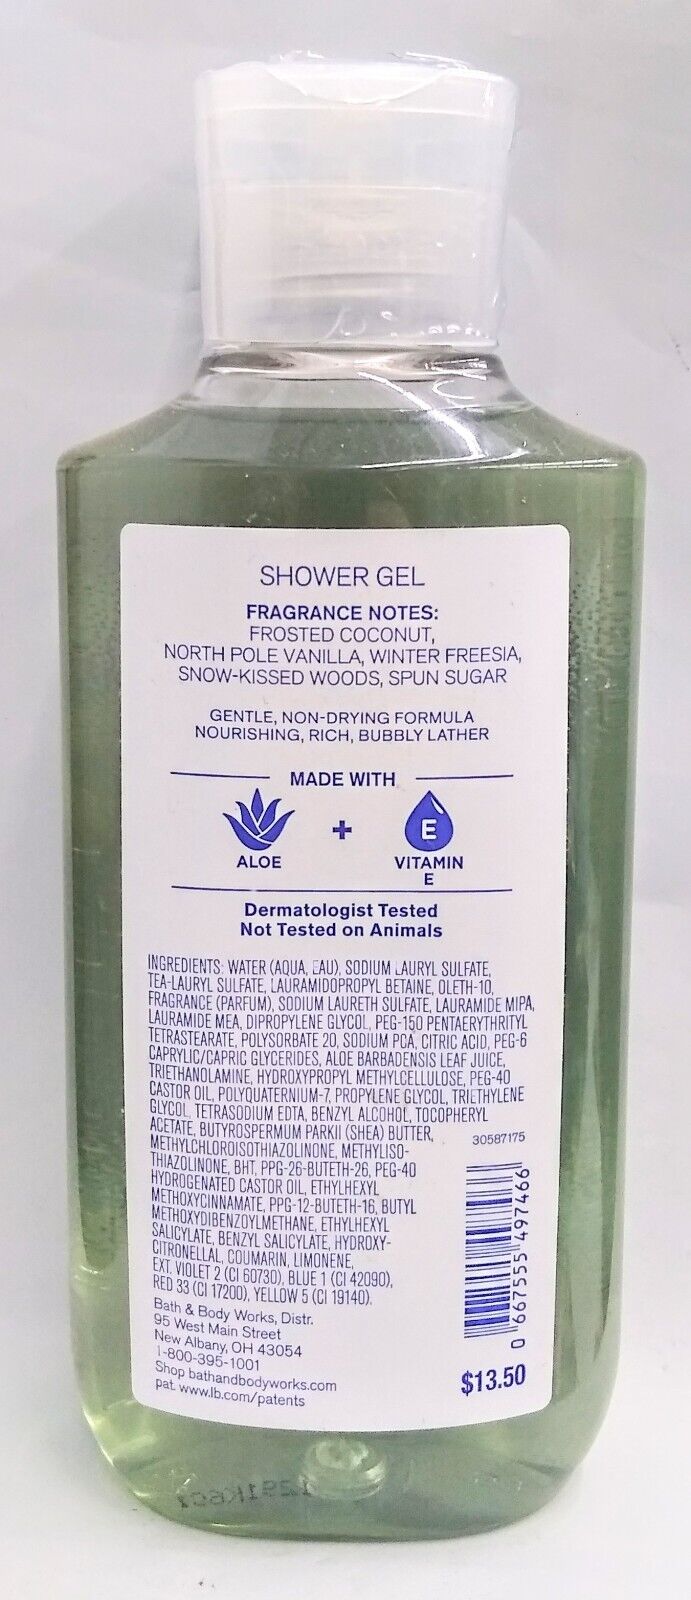 SHOWER GEL
FRAGRANCE NOTES:
FROSTED COCONUT,
NORTH POLE VANILLA, WINTER FREESIA,
SNOW-KISSED WOODS, SPUN SUGAR
GENTLE, NON-DRYING FORMULA
NOURISHING, RICH, BUBBLY LATHER
MADE WITH
ALOE
+
E
VITAMIN
E
Dermatologist Tested
Not Tested on Animals
INGREDIENTS: WATER (AQUA, EAU), SODIUM LAURYL SULFATE,
TEA-LAURYL SULFATE, LAURAMIDOPROPYL BETAINE, OLETH-10,
FRAGRANCE (PARFUM), SODIUM LAURETH SULFATE, LAURAMIDE MIPA,
LAURAMIDE MEA, DIPROPYLENE GLYCOL, PEG-150 PENTAERYTHRITYL
TETRASTEARATE, POLYSORBATE 20, SODIUM PCA, CITRIC ACID, PEG-6
CAPRYLIC/CAPRIC GLYCERIDES, ALOE BARBADENSIS LEAF JUICE,
TRIETHANOLAMINE, HYDROXYPROPYL METHYLCELLULOSE, PEG-40
CASTOR OIL, POLYQUATERNIUM-7, PROPYLENE GLYCOL, TRIETHYLENE
GLYCOL, TETRASODIUM EDTA, BENZYL ALCOHOL, TOCOPHERYL
ACETATE, BUTYROSPERMUM PARKII (SHEA) BUTTER,
METHYLCHLOROISOTHIAZOLINONE, METHYLISO-
THIAZOLINONE, BHT, PPG-26-BUTETH-26, PEG-40
HYDROGENATED CASTOR OIL, ETHYLHEXYL
METHOXYCINNAMATE, PPG-12-BUTETH-16, BUTYL
METHOXYDIBENZOYLMETHANE, ETHYLHEXYL
SALICYLATE, BENZYL SALICYLATE, HYDROXY-
CITRONELLAL, COUMARIN, LIMONENE,
EXT. VIOLET 2 (CI 60730), BLUE 1 (CI 42090),
RED 33 (CI 17200), YELLOW 5 (CI 19140).
Bath & Body Works, Distr.
95 West Main Street
New Albany, OH 43054
1-800-395-1001
Shop bathandbodyworks.com
pat. www.lb.com/patents
30587175
0 667555 497466
$13.50